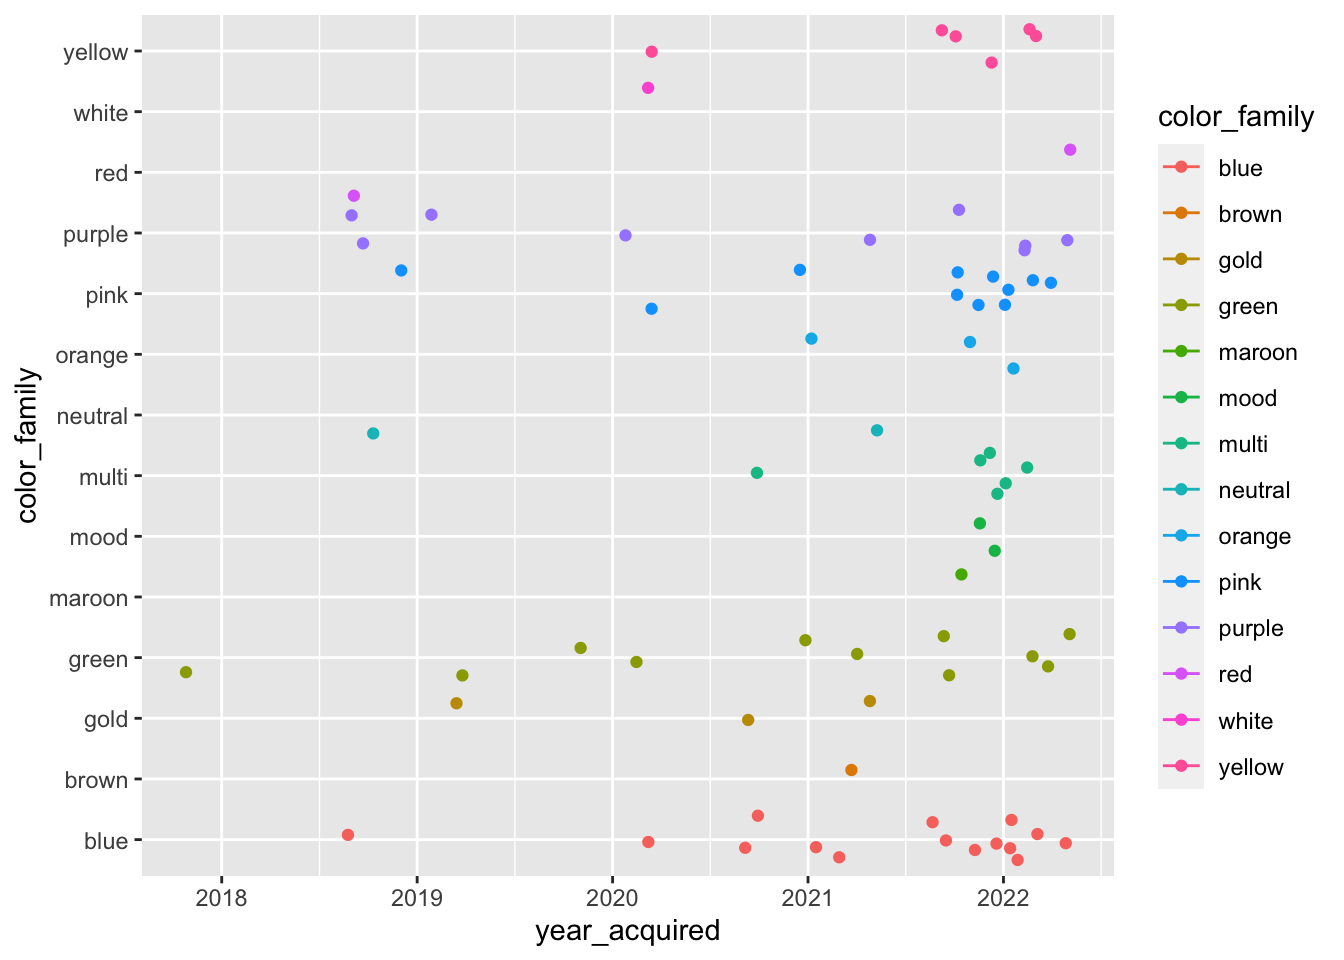 yellow
white
red
purple
pink
orange
neutral
multi
mood
maroon
green
gold
brown
blue
color_family
2018 2019 2020 2021 2022
year_acquired
color_family
blue
brown
gold
green
maroon
mood
multi
neutral
orange
pink
purple
red
white
yellow